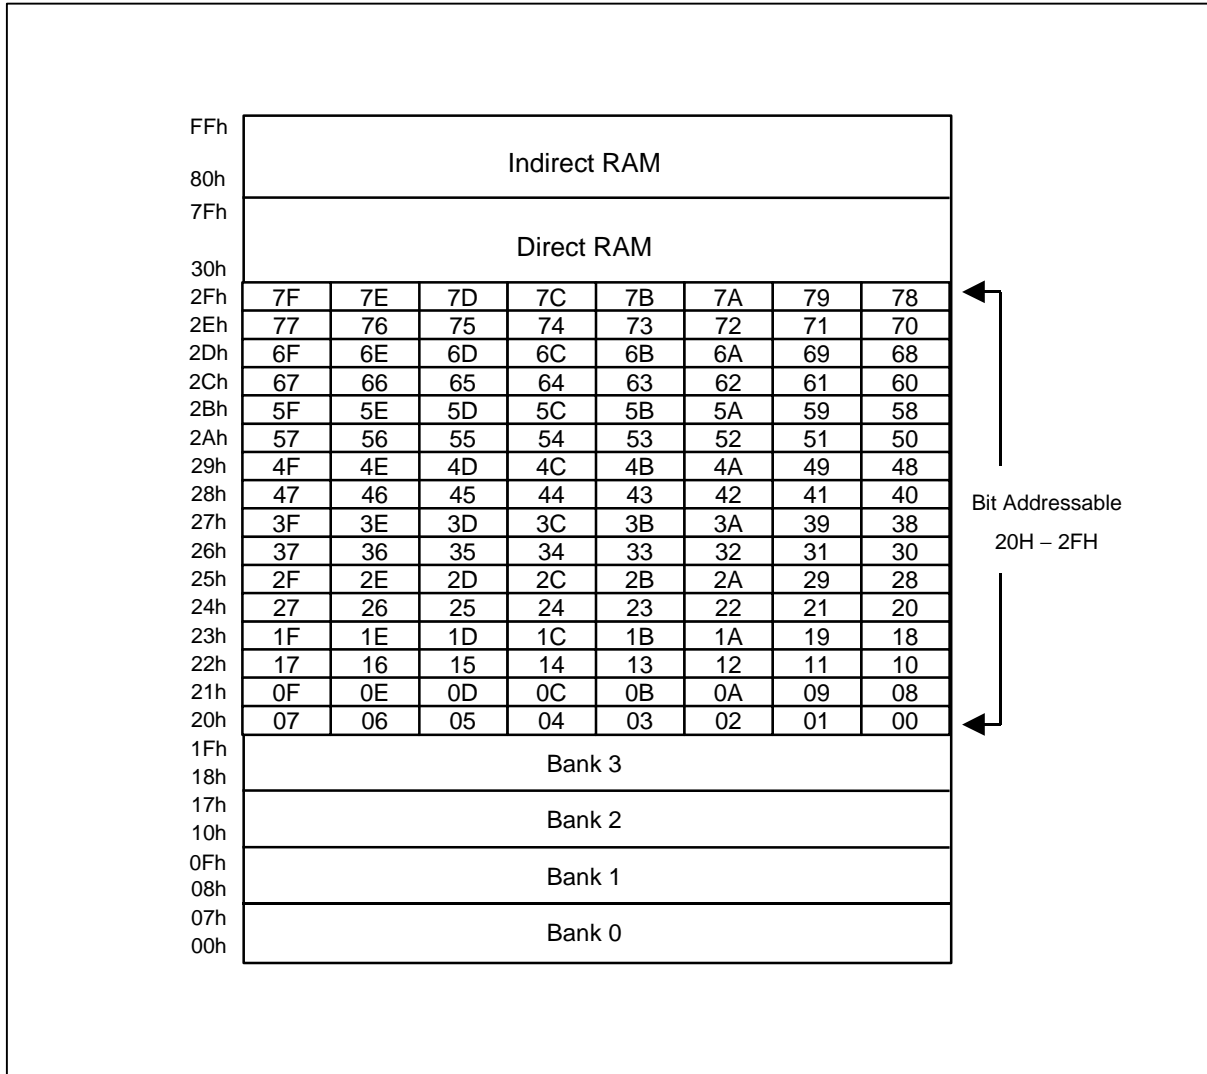 FFh
Indirect RAM
80h
7Fh
Direct RAM
30h
2Fh 7F 7E 7D 7C 7B 7A 79 78
2Eh 77 76 75 74 73 72 71 70
2Dh 6F 6E 6D 6C 6B 6A 69 68
2Ch 67 66 65 64 63 62 61 60
2Bh 5F 5E 5D 5C 5B 5A 59 58
2Ah 57 56 55 54 53 52 51 50
29h 4F 4E 4D 4C 4B 4A 49 48
28h 47 46 45 44 43 42 41 40
Bit Addressable
27h 3F 3E 3D 3C 3B 3A 39 38
20H – 2FH
26h 37 36 35 34 33 32 31 30
25h 2F 2E 2D 2C 2B 2A 29 28
24h 27 26 25 24 23 22 21 20
23h 1F 1E 1D 1C 1B 1A 19 18
22h 17 16 15 14 13 12 11 10
21h 0F 0E 0D 0C 0B 0A 09 08
20h 07 06 05 04 03 02 01 00
1Fh
Bank 3
18h
17h
Bank 2
10h
0Fh
Bank 1
08h
07h
Bank 0
00h